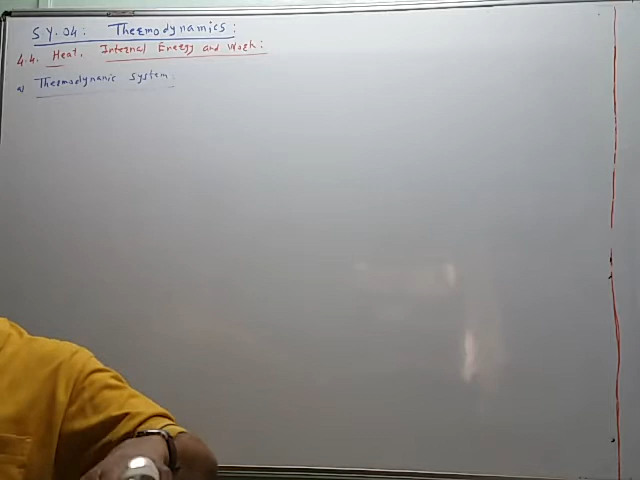 S Y. 04: Thermodynamics:
4.4. Heat, Internal Energy and Work:
a) Thermodynamic System: